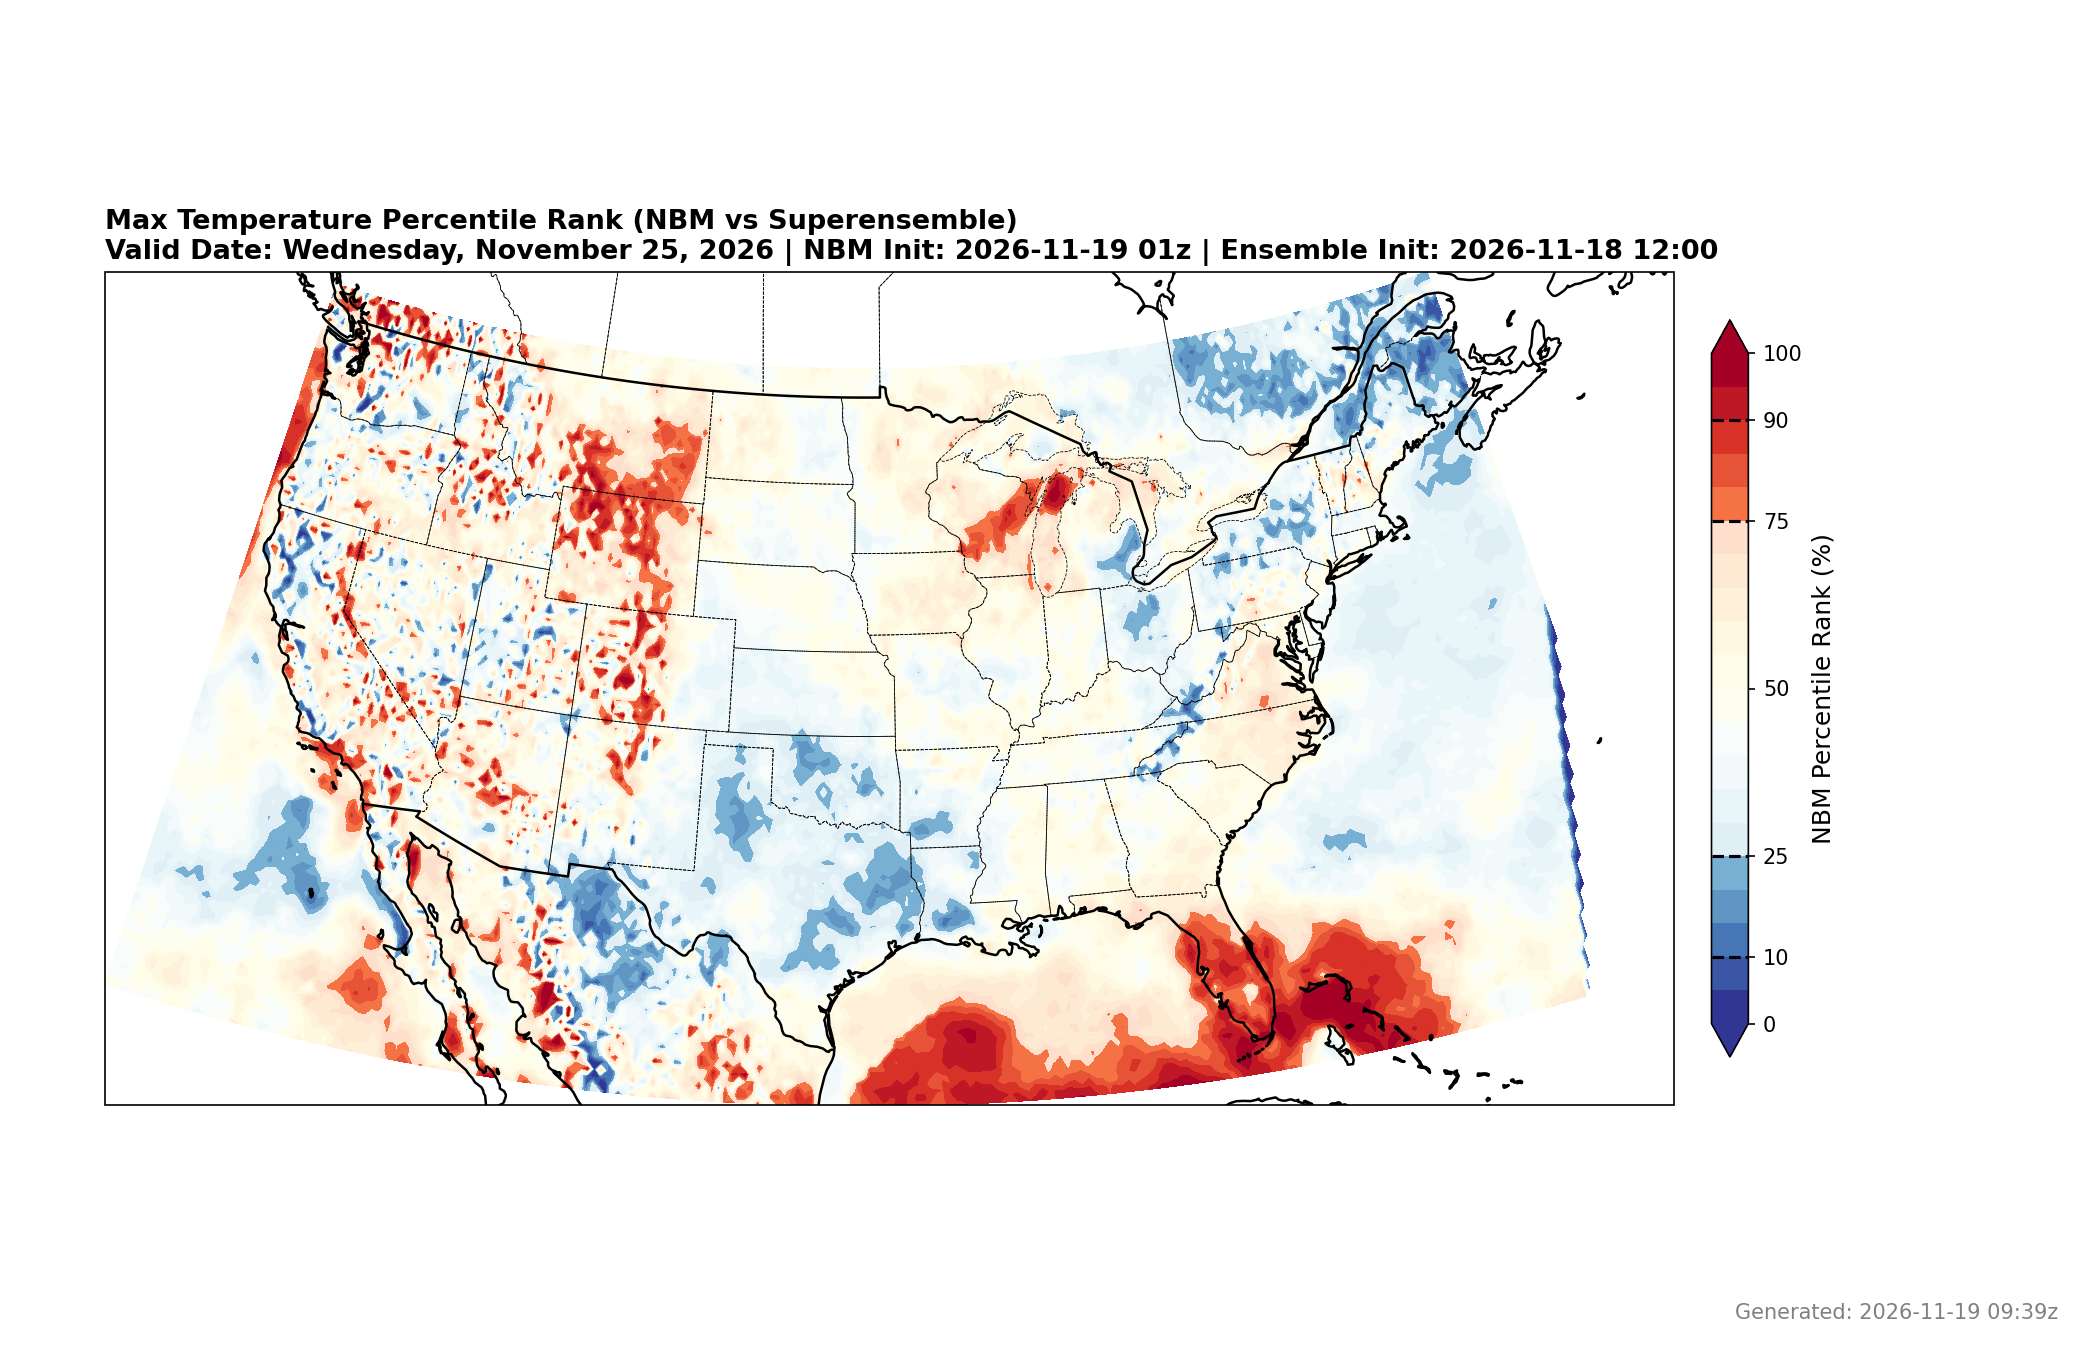 Max Temperature Percentile Rank (NBM vs Superensemble)
Valid Date: Wednesday, November 25, 2026 | NBM Init: 2026-11-19 01z | Ensemble Init: 2026-11-18 12:00
100
90
75
50
25
10
0
NBM Percentile Rank (%)
Generated: 2026-11-19 09:39z